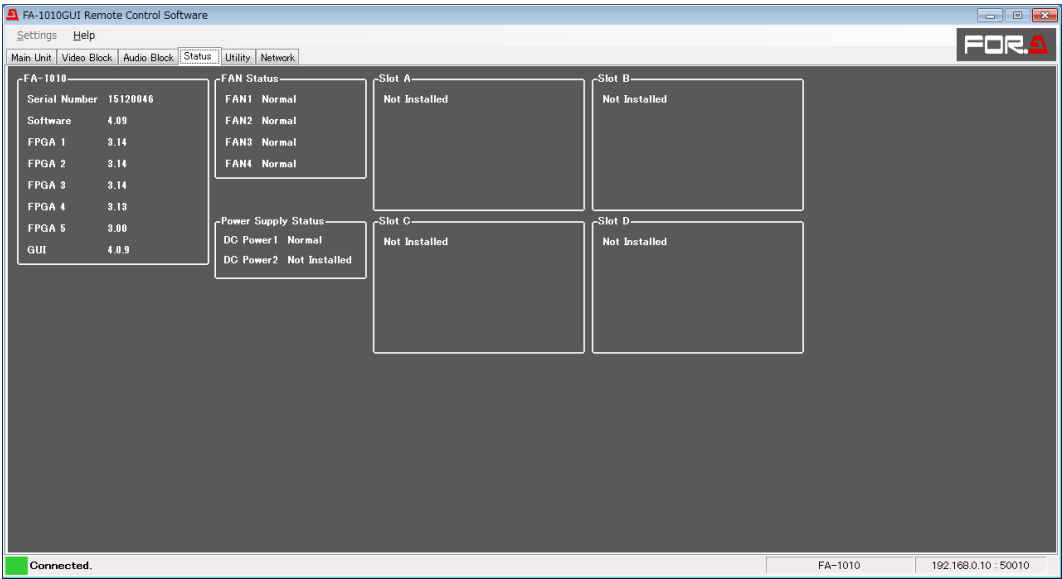 FA-1010GUI Remote Control Software
Settings Help
FOR.A
Main Unit Video Block Audio Block Status Utility Network
FA-1010
Serial Number 15120046
Software 4.09
FPGA 1 3.14
FPGA 2 3.14
FPGA 3 3.14
FPGA 4 3.13
FPGA 5 3.00
GUI 4.0.9
FAN Status
FAN1 Normal
FAN2 Normal
FAN3 Normal
FAN4 Normal
Power Supply Status
DC Power1 Normal
DC Power2 Not Installed
Slot A
Not Installed
Slot B
Not Installed
Slot C
Not Installed
Slot D
Not Installed
Connected.
FA-1010
192.168.0.10 : 50010